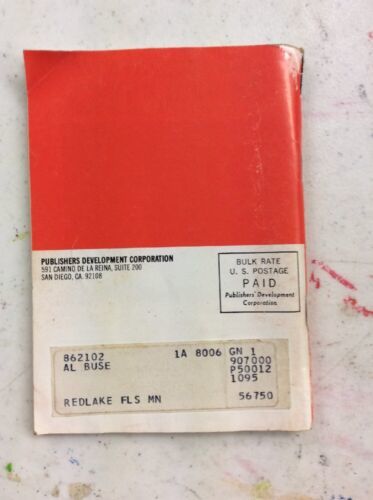 PUBLISHERS DEVELOPMENT CORPORATION
591 CAMINO DE LA REINA, SUITE 200
SAN DIEGO, CA. 92108
BULK RATE
U. S. POSTAGE
PAID
Publishers' Development
Corporation
862102 1A 8006 GN 1
AL BUSE 907000
P50012
1095
REDLAKE FLS MN 56750